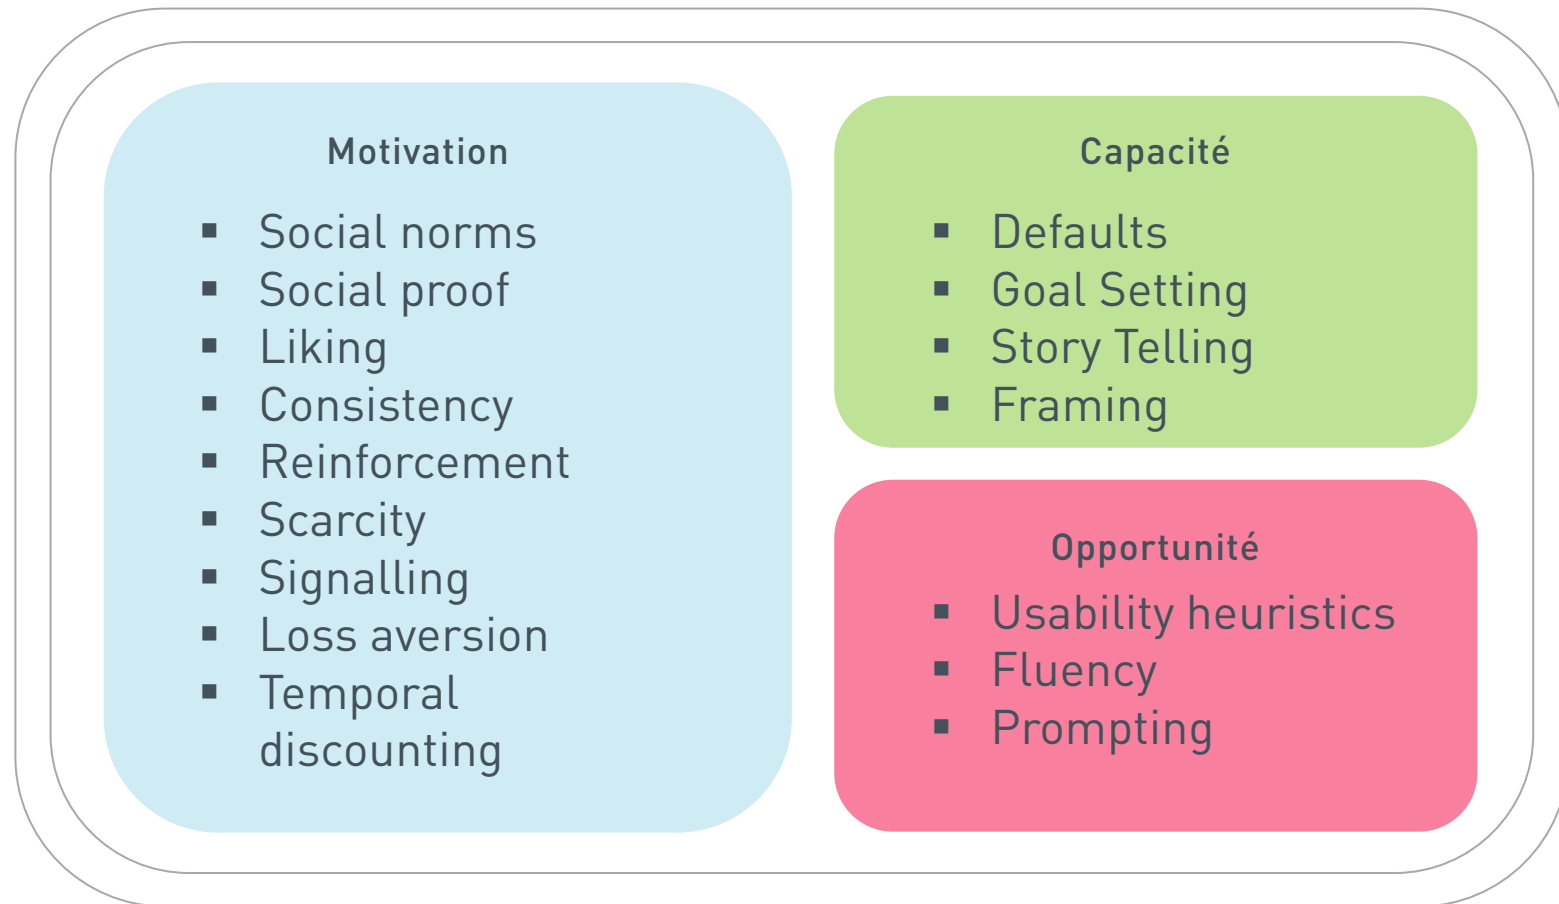 Motivation
▪ Social norms
▪ Social proof
▪ Liking
▪ Consistency
▪ Reinforcement
▪ Scarcity
▪ Signalling
▪ Loss aversion
▪ Temporal
discounting
Capacité
▪ Defaults
▪ Goal Setting
▪ Story Telling
▪ Framing
Opportunité
▪ Usability heuristics
▪ Fluency
▪ Prompting